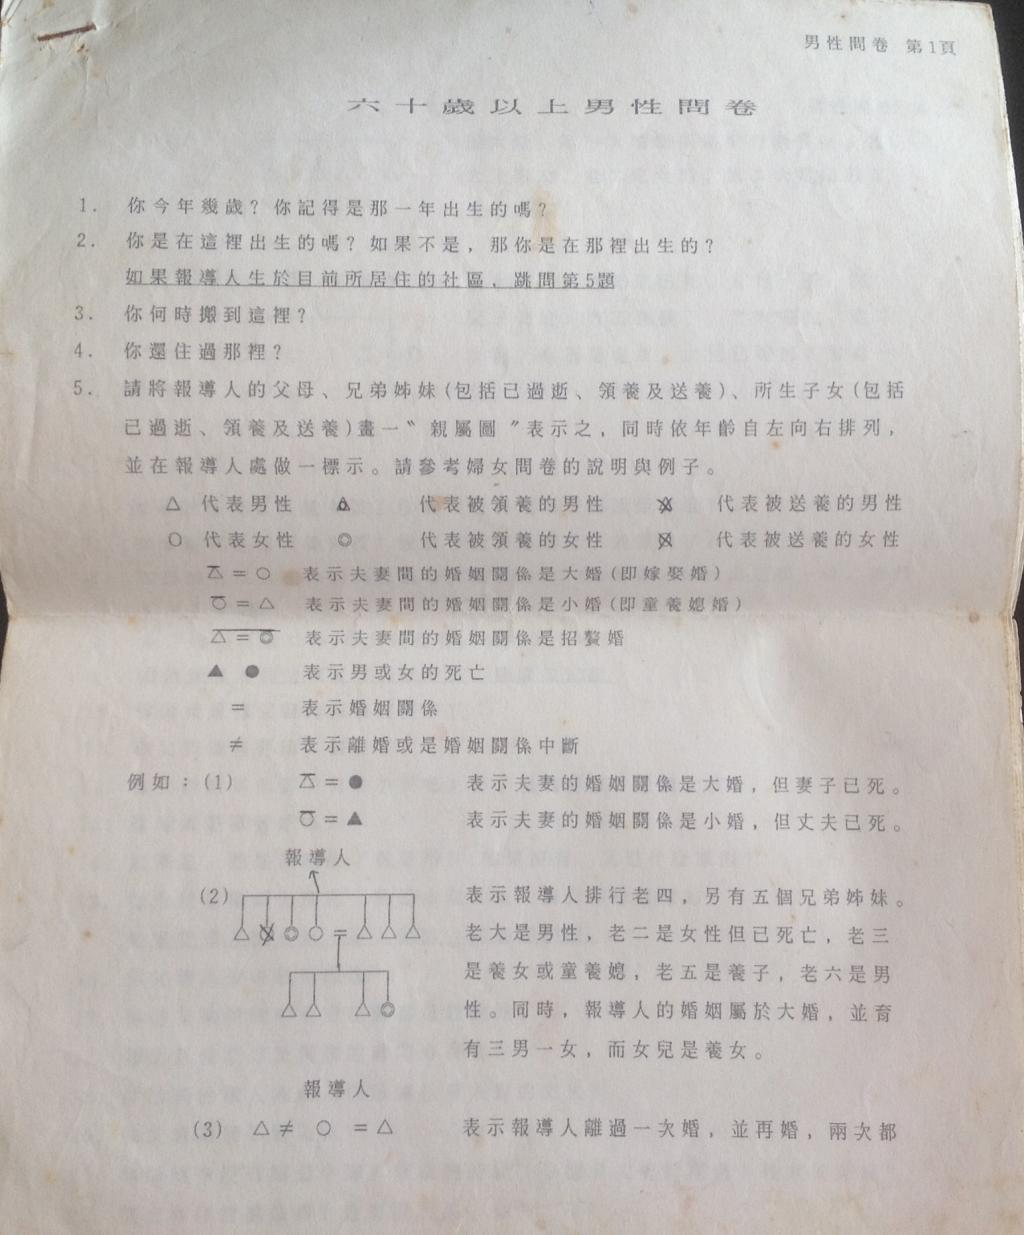 男性問卷 第1頁
六十歲以上男性問卷
1. 你今年幾歲？你記得是那一年出生的嗎？
2. 你是在這裡出生的嗎？如果不是，那你是在那裡出生的？
如果報導人生於目前所居住的社區，跳問第5題
3. 你何時搬到這裡？
4. 你還住過那裡？
5. 請將報導人的父母、兄弟姊妹(包括已過逝、領養及送養)、所生子女(包括
已過逝、領養及送養)畫一〝親屬圖〞表示之，同時依年齡自左向右排列，
並在報導人處做一標示。請參考婦女問卷的說明與例子。
△ 代表男性 代表被領養的男性 代表被送養的男性
○ 代表女性 ◎ 代表被領養的女性 代表被送養的女性
△ = ○ 表示夫妻間的婚姻關係是大婚(即嫁娶婚)
○ = △ 表示夫妻間的婚姻關係是小婚(即童養媳婚)
△ = ◎ 表示夫妻間的婚姻關係是招贅婚
▲ ● 表示男或女的死亡
= 表示婚姻關係
≠ 表示離婚或是婚姻關係中斷
例如：(1) △ = ● 表示夫妻的婚姻關係是大婚，但妻子已死。
○ = ▲ 表示夫妻的婚姻關係是小婚，但丈夫已死。
報導人
(2) 表示報導人排行老四，另有五個兄弟姊妹。
老大是男性，老二是女性但已死亡，老三
是養女或童養媳，老五是養子，老六是男
性。同時，報導人的婚姻屬於大婚，並育
有三男一女，而女兒是養女。
報導人
(3) △ ≠ ○ = △ 表示報導人離過一次婚，並再婚，兩次都